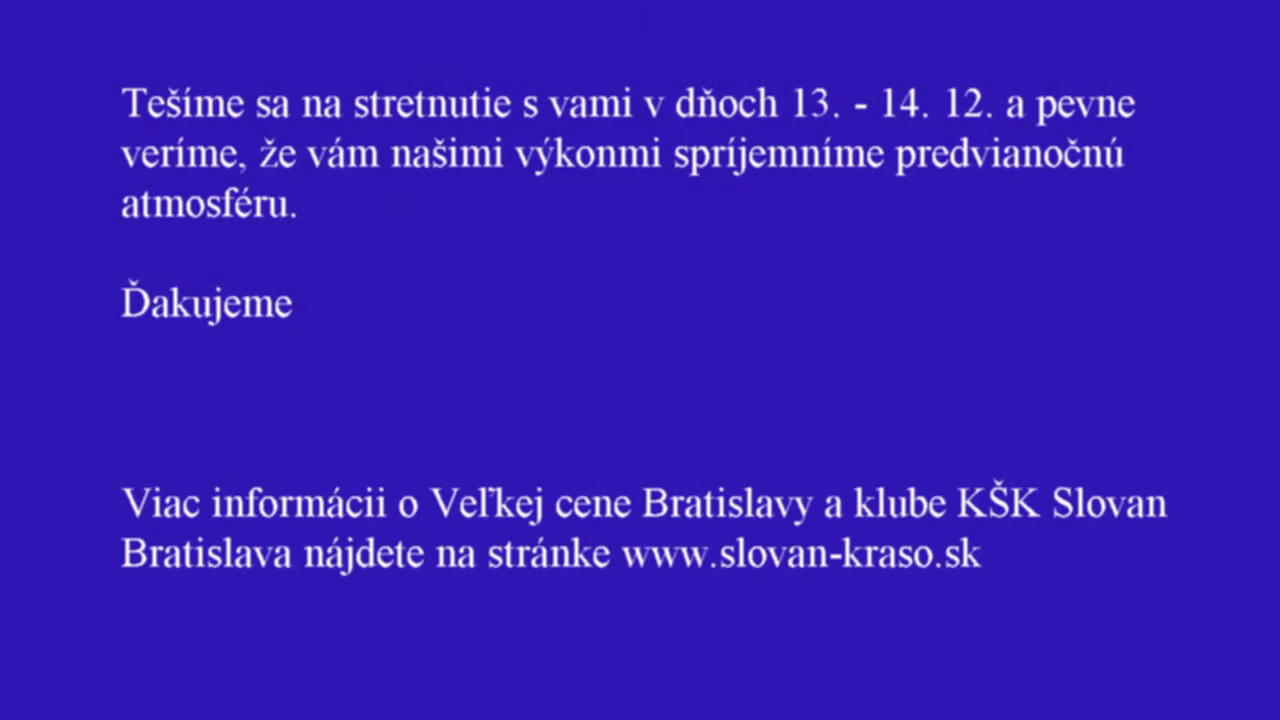 Tešíme sa na stretnutie s vami v dňoch 13. - 14. 12. a pevne
veríme, že vám našimi výkonmi spríjemníme predvianočnú
atmosféru.
Ďakujeme
Viac informácii o Veľkej cene Bratislavy a klube KŠK Slovan
Bratislava nájdete na stránke www.slovan-kraso.sk